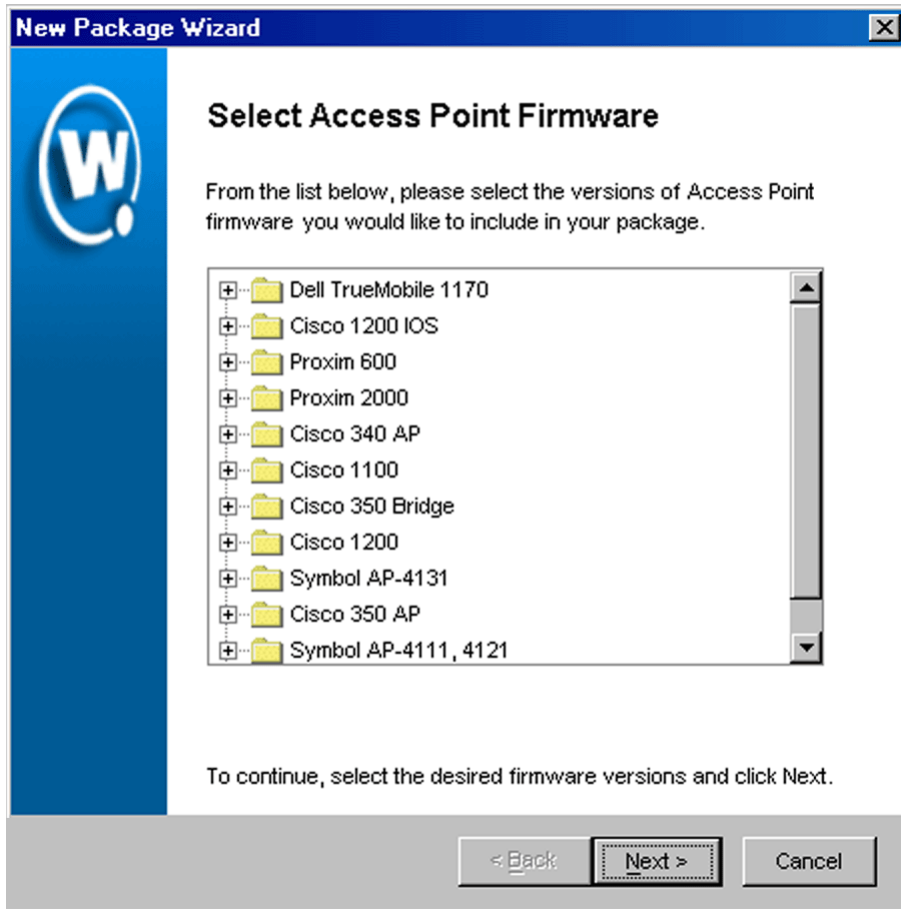 New Package Wizard
W
Select Access Point Firmware
From the list below, please select the versions of Access Point
firmware you would like to include in your package.
Dell TrueMobile 1170
Cisco 1200 IOS
Proxim 600
Proxim 2000
Cisco 340 AP
Cisco 1100
Cisco 350 Bridge
Cisco 1200
Symbol AP-4131
Cisco 350 AP
Symbol AP-4111, 4121
To continue, select the desired firmware versions and click Next.
< Back Next > Cancel